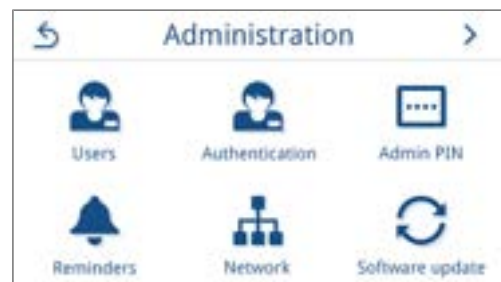 Administration
Users Authentication Admin PIN
Reminders Network Software update